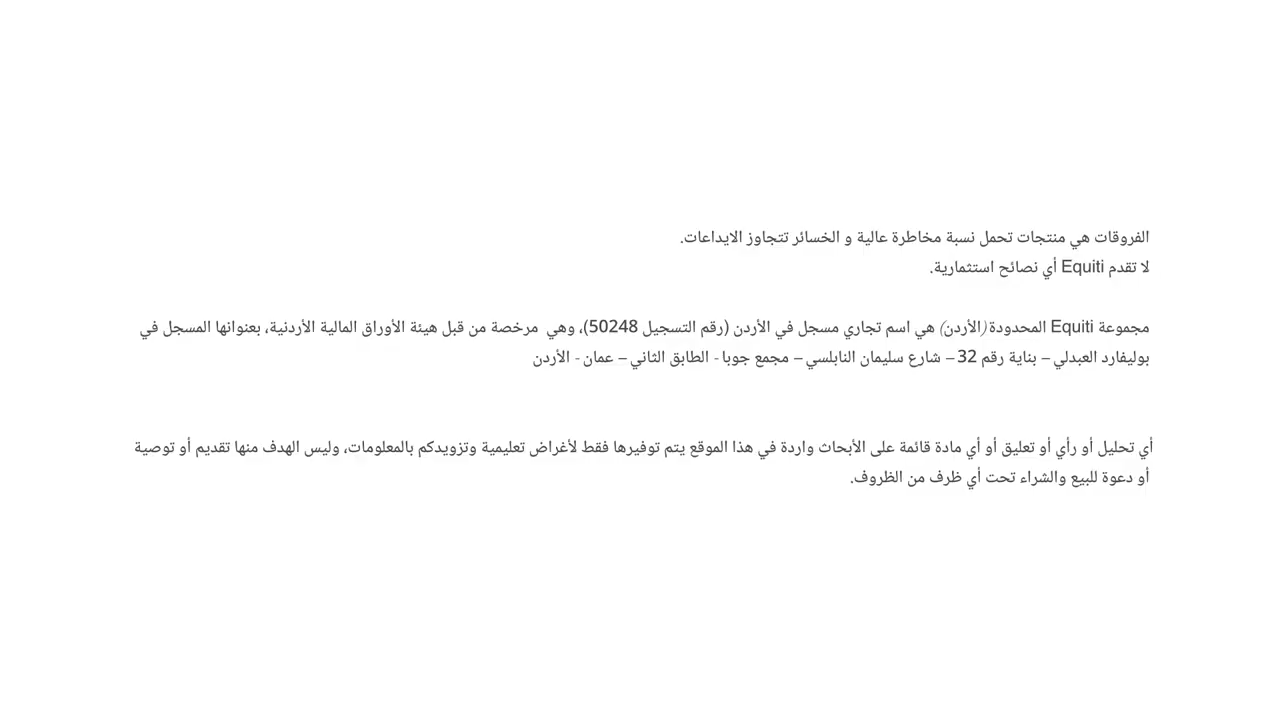 الفروقات هي منتجات تحمل نسبة مخاطرة عالية و الخسائر تتجاوز الايداعات.
لا تقدم Equiti أي نصائح استثمارية.
مجموعة Equiti المحدودة (الأردن) هي اسم تجاري مسجل في الأردن (رقم التسجيل 50248)، وهي مرخصة من قبل هيئة الأوراق المالية الأردنية، بعنوانها المسجل في
بوليفارد العبدلي – بناية رقم 32 – شارع سليمان النابلسي – مجمع جوبا - الطابق الثاني – عمان - الأردن
أي تحليل أو رأي أو تعليق أو أي مادة قائمة على الأبحاث واردة في هذا الموقع يتم توفيرها فقط لأغراض تعليمية وتزويدكم بالمعلومات، وليس الهدف منها تقديم أو توصية
أو دعوة للبيع والشراء تحت أي ظرف من الظروف.